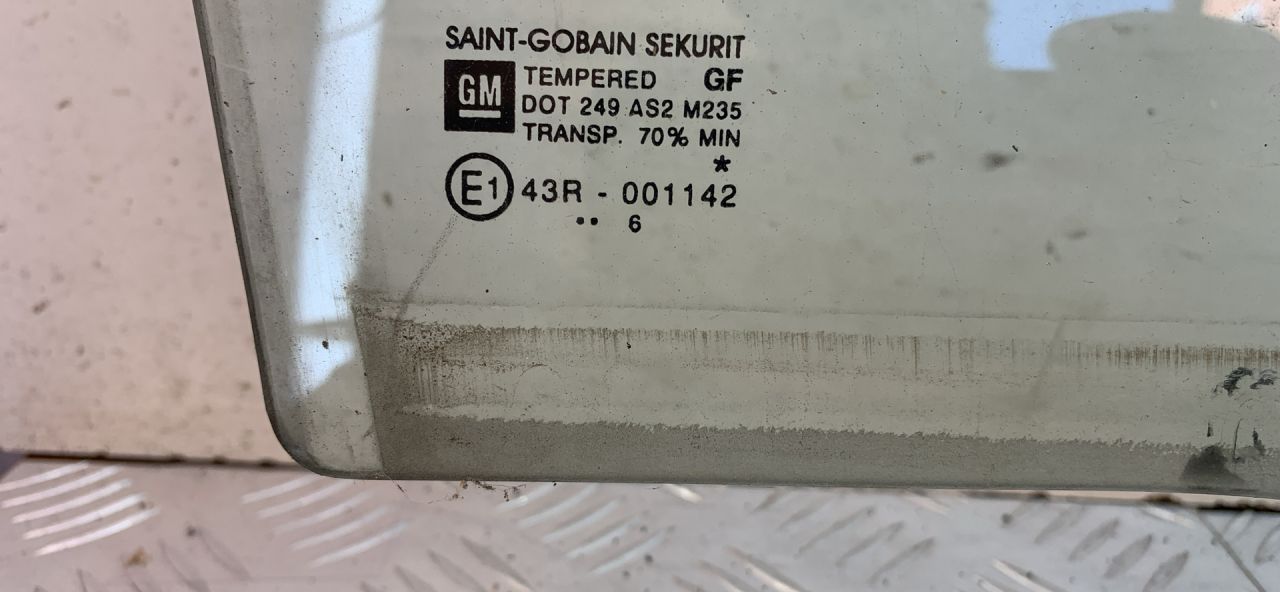 SAINT-GOBAIN SEKURIT
GM TEMPERED GF
DOT 249 AS2 M235
TRANSP. 70% MIN
*
E1 43R - 001142
•• 6